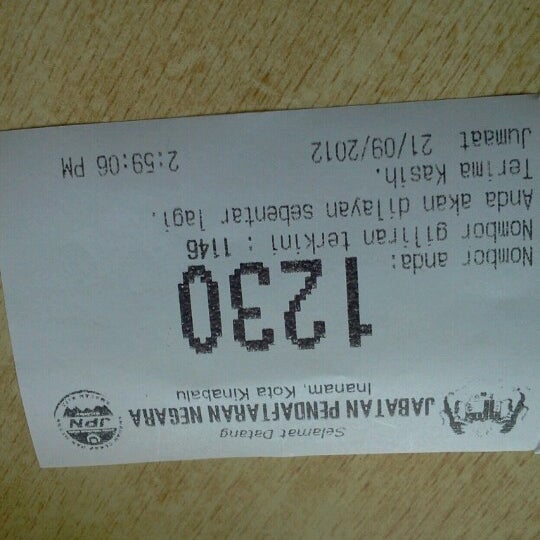 Selamat Datang
JABATAN PENDAFTARAN NEGARA
Inanam, Kota Kinabalu
JPN
Nombor anda:
1230
Nombor giliran terkini : 1146
Anda akan dilayan sebentar lagi.
Terima Kasih.
Jumaat 21/09/2012 2:59:06 PM